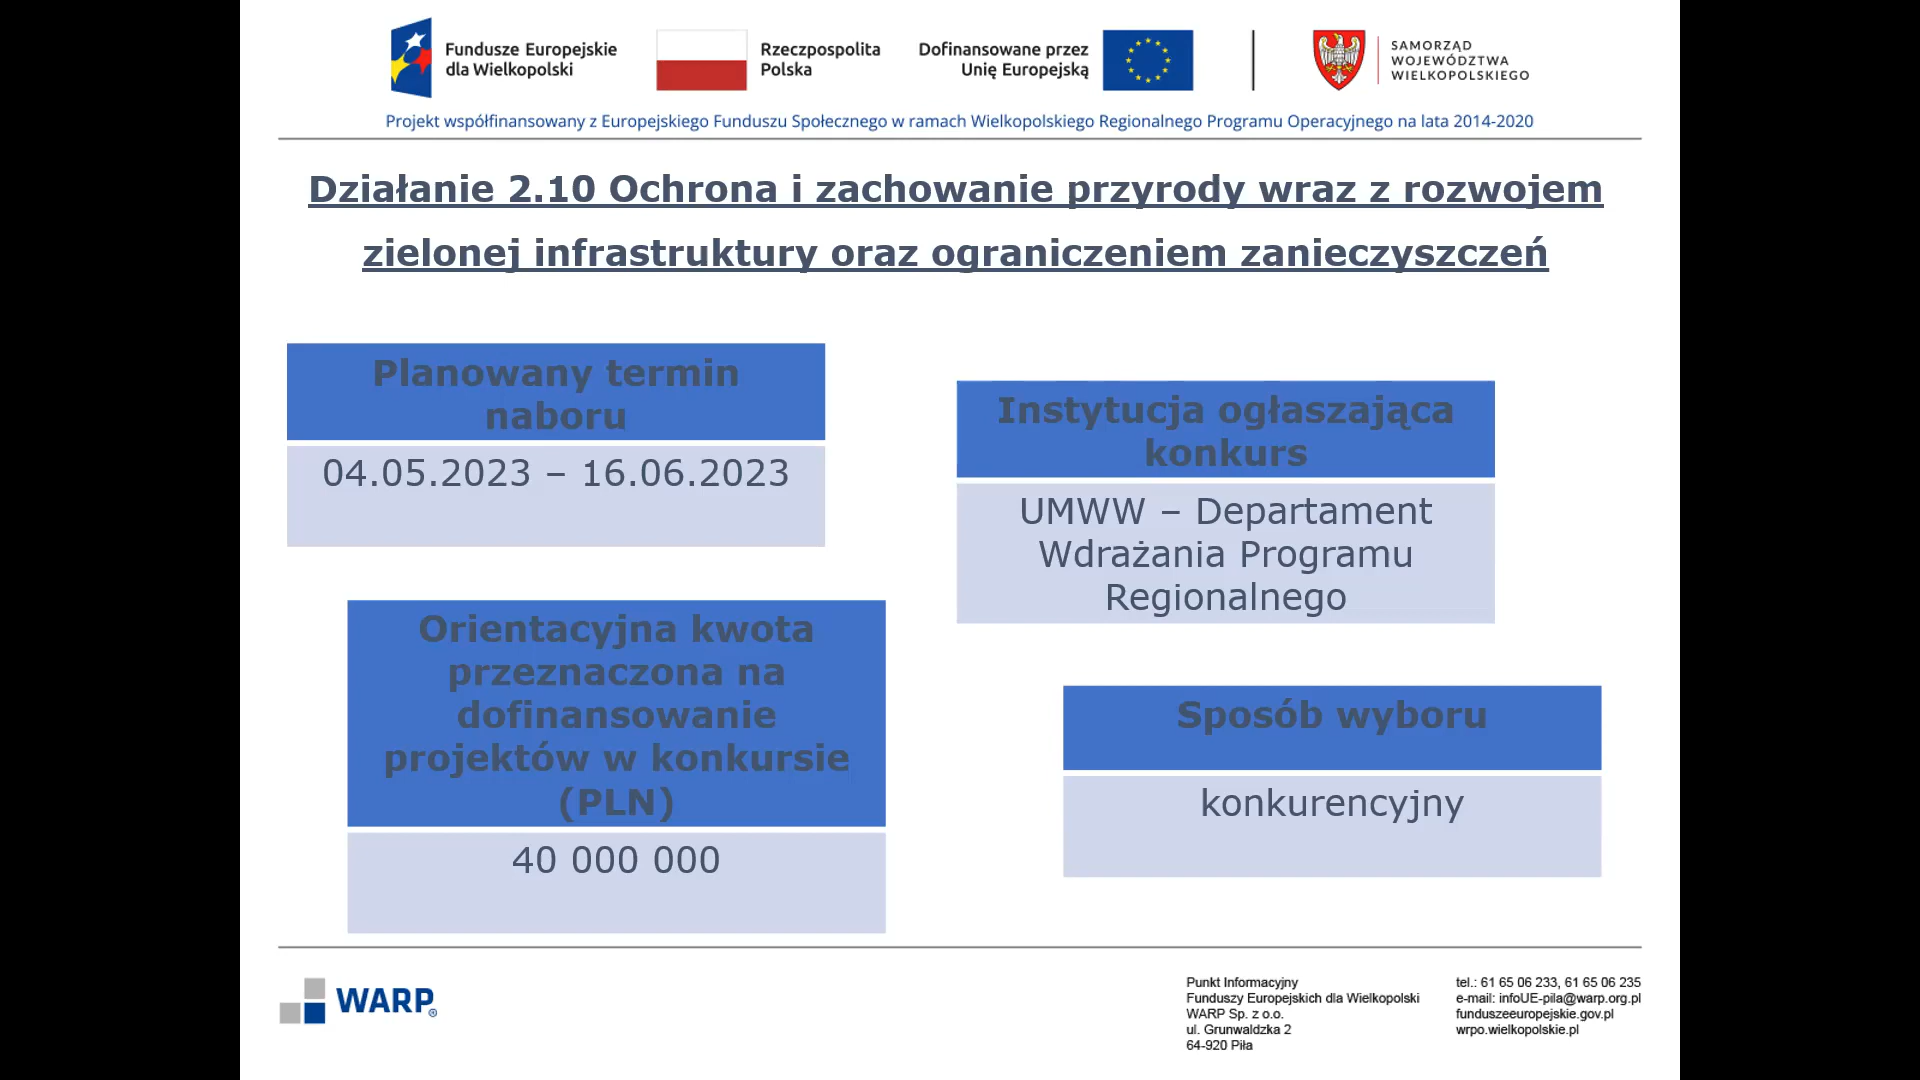 Fundusze Europejskie
dla Wielkopolski
Rzeczpospolita
Polska
Dofinansowane przez
Unię Europejską
SAMORZĄD
WOJEWÓDZTWA
WIELKOPOLSKIEGO
Projekt współfinansowany z Europejskiego Funduszu Społecznego w ramach Wielkopolskiego Regionalnego Programu Operacyjnego na lata 2014-2020
Działanie 2.10 Ochrona i zachowanie przyrody wraz z rozwojem
zielonej infrastruktury oraz ograniczeniem zanieczyszczeń
Planowany termin
naboru
04.05.2023 – 16.06.2023
Instytucja ogłaszająca
konkurs
UMWW – Departament
Wdrażania Programu
Regionalnego
Orientacyjna kwota
przeznaczona na
dofinansowanie
projektów w konkursie
(PLN)
40 000 000
Sposób wyboru
konkurencyjny
WARP®
Punkt Informacyjny
Funduszy Europejskich dla Wielkopolski
WARP Sp. z o.o.
ul. Grunwaldzka 2
64-920 Piła
tel.: 61 65 06 233, 61 65 06 235
e-mail: infoUE-pila@warp.org.pl
funduszeeuropejskie.gov.pl
wrpo.wielkopolskie.pl